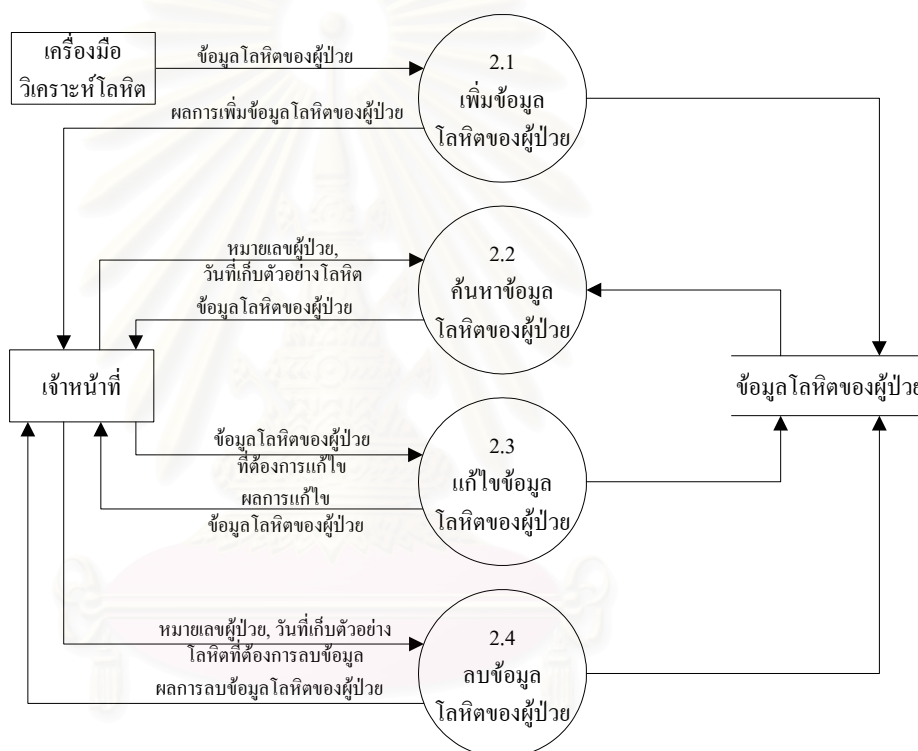 เครื่องมือ
วิเคราะห์โลหิต
ข้อมูลโลหิตของผู้ป่วย
2.1
เพิ่มข้อมูล
โลหิตของผู้ป่วย
ผลการเพิ่มข้อมูลโลหิตของผู้ป่วย
หมายเลขผู้ป่วย,
วันที่เก็บตัวอย่างโลหิต
2.2
ค้นหาข้อมูล
โลหิตของผู้ป่วย
ข้อมูลโลหิตของผู้ป่วย
เจ้าหน้าที่
ข้อมูลโลหิตของผู้ป่วย
ข้อมูลโลหิตของผู้ป่วย
ที่ต้องการแก้ไข
2.3
แก้ไขข้อมูล
โลหิตของผู้ป่วย
ผลการแก้ไข
ข้อมูลโลหิตของผู้ป่วย
หมายเลขผู้ป่วย, วันที่เก็บตัวอย่าง
โลหิตที่ต้องการลบข้อมูล
2.4
ลบข้อมูล
โลหิตของผู้ป่วย
ผลการลบข้อมูลโลหิตของผู้ป่วย